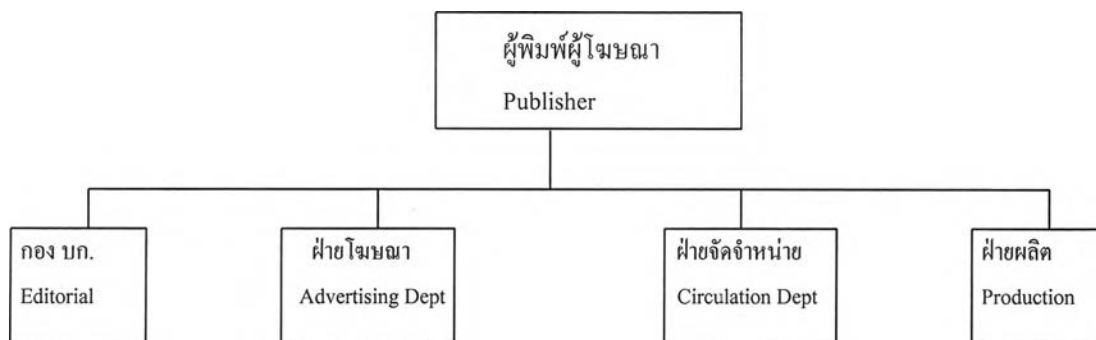 ผู้พิมพ์ผู้โฆษณา
Publisher
กอง บก.
Editorial
ฝ่ายโฆษณา
Advertising Dept
ฝ่ายจัดจำหน่าย
Circulation Dept
ฝ่ายผลิต
Production